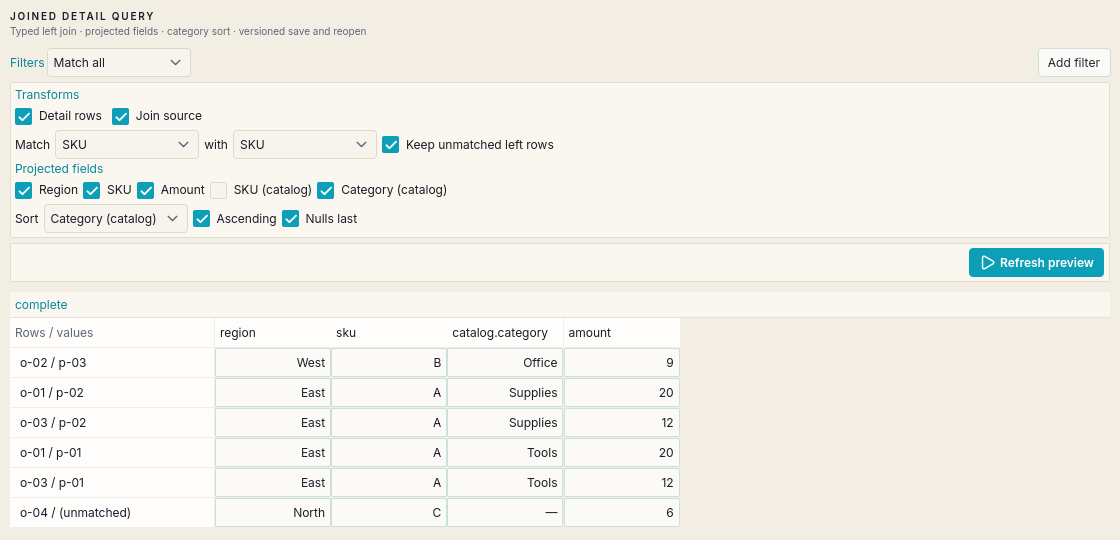 JOINED DETAIL QUERY
Typed left join · projected fields · category sort · versioned save and reopen
Filters Match all Add filter
Transforms
Detail rows Join source
Match SKU with SKU Keep unmatched left rows
Projected fields
Region SKU Amount SKU (catalog) Category (catalog)
Sort Category (catalog) Ascending Nulls last
Refresh preview
complete
Rows / values region sku catalog.category amount
o-02 / p-03 West B Office 9
o-01 / p-02 East A Supplies 20
o-03 / p-02 East A Supplies 12
o-01 / p-01 East A Tools 20
o-03 / p-01 East A Tools 12
o-04 / (unmatched) North C — 6